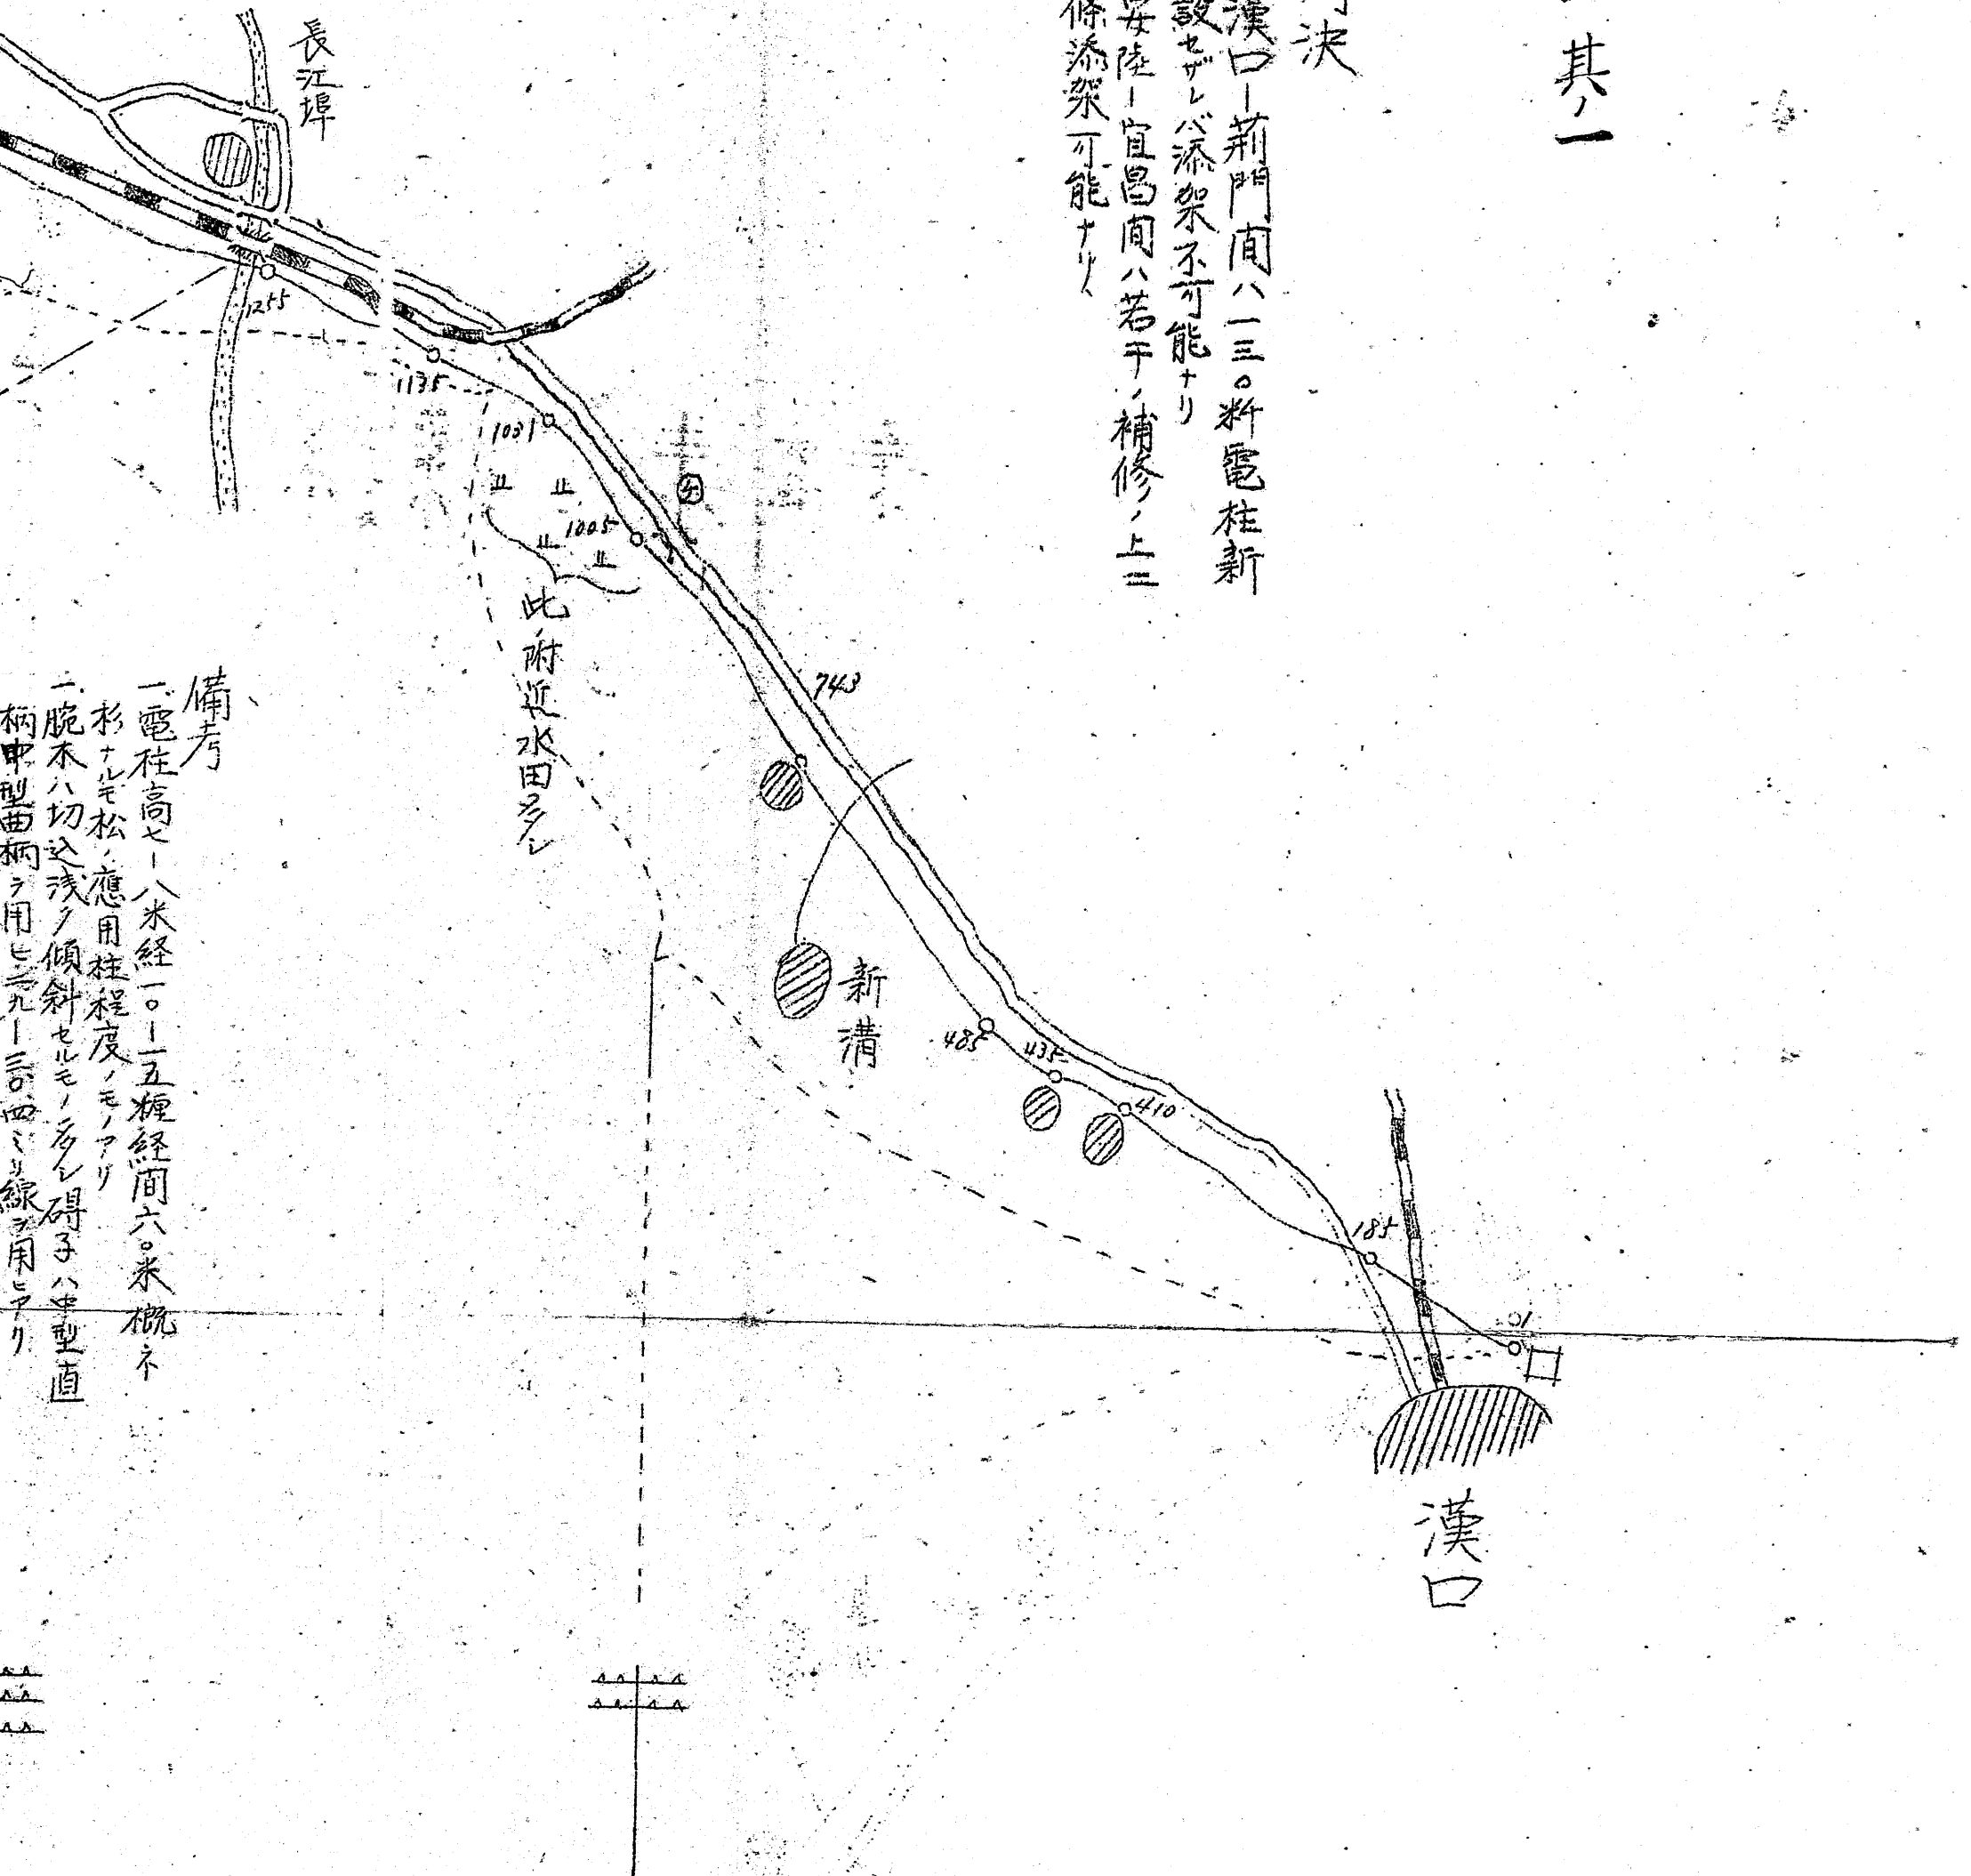 其ノ一
決
漢口ー荊門間ハ一三〇粁電柱新
設セザレバ添架不可能ナリ
安陸ー宜昌間ハ若干ノ補修ノ上二
條添架可能ナリ
長江埠
1255
1135
1031
1005
743
此ノ附近水田多シ
新溝
485
435
410
185
01
漢口
備考
一、電柱高七ー八米経一〇ー一五糎経間六〇米概ネ
杉ナルモ松ノ應用柱程度ノモノアリ
一、腕木ハ切込浅ク傾斜セルモノ多シ碍子ハ中型直
柄中型曲柄ヲ用ヒ二.九ー三.〇.四ミリ線ヲ用ヒアリ